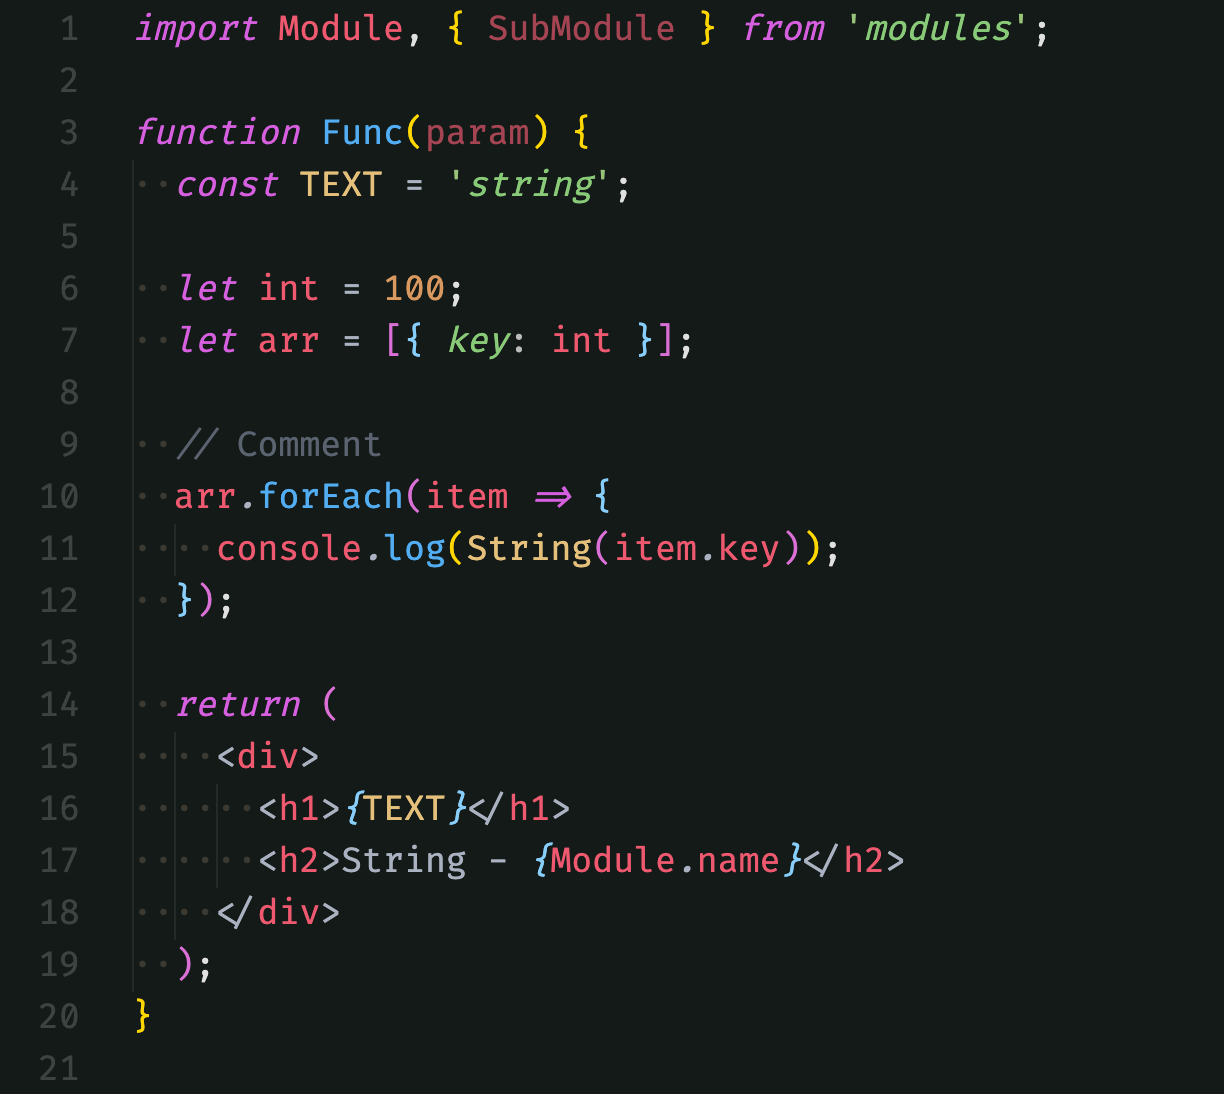 1 import Module, { SubModule } from 'modules';
2
3 function Func(param) {
4   const TEXT = 'string';
5
6   let int = 100;
7   let arr = [{ key: int }];
8
9   // Comment
10   arr.forEach(item => {
11     console.log(String(item.key));
12   });
13
14   return (
15     <div>
16       <h1>{TEXT}</h1>
17       <h2>String - {Module.name}</h2>
18     </div>
19   );
20 }
21